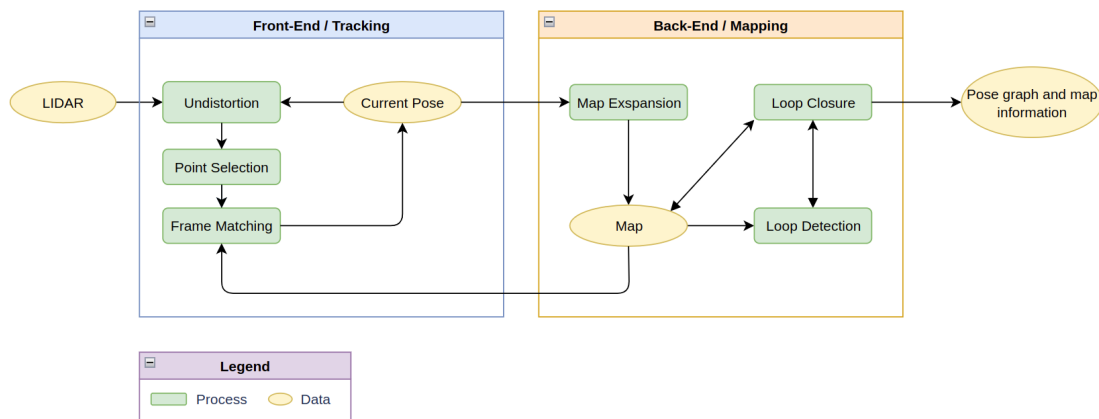 Front-End / Tracking
Back-End / Mapping
LIDAR
Undistortion
Current Pose
Map Exspansion
Loop Closure
Pose graph and map
information
Point Selection
Frame Matching
Map
Loop Detection
Legend
Process
Data